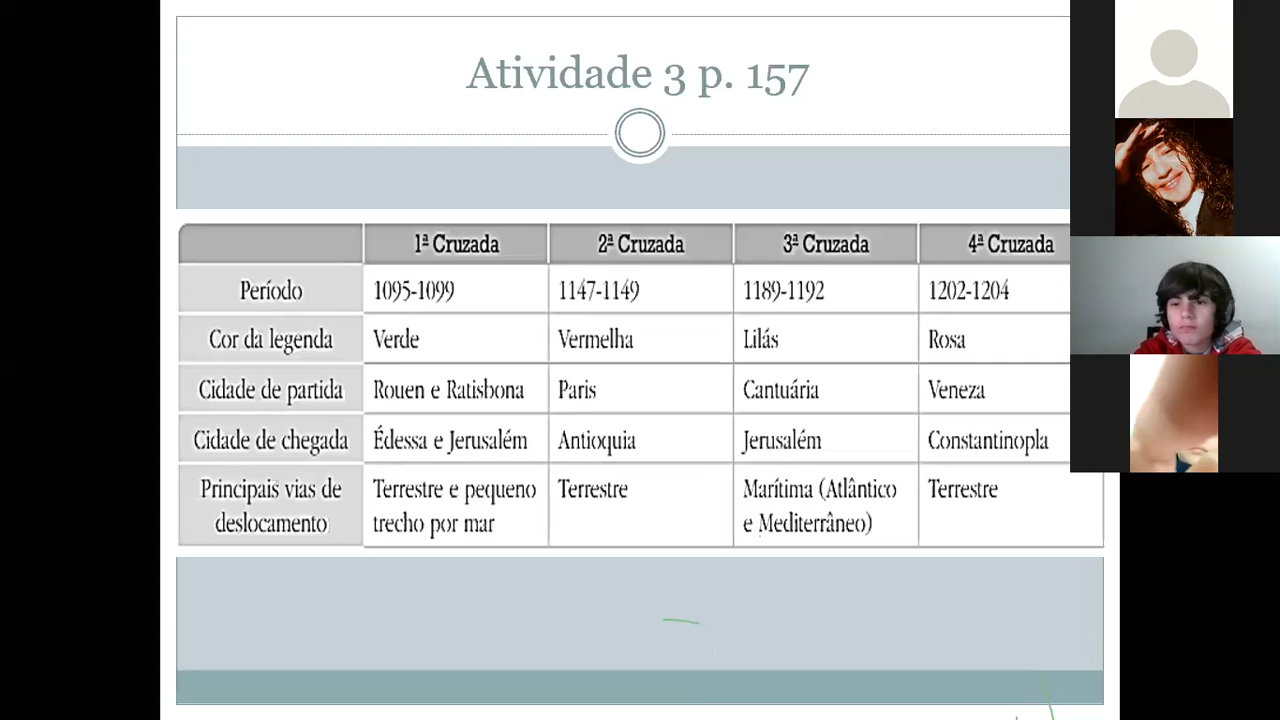 Atividade 3 p. 157
1ª Cruzada 2ª Cruzada 3ª Cruzada 4ª Cruzada
Período 1095-1099 1147-1149 1189-1192 1202-1204
Cor da legenda Verde Vermelha Lilás Rosa
Cidade de partida Rouen e Ratisbona Paris Cantuária Veneza
Cidade de chegada Édessa e Jerusalém Antioquia Jerusalém Constantinopla
Principais vias de Terrestre e pequeno Terrestre Marítima (Atlântico Terrestre
deslocamento trecho por mar e Mediterrâneo)